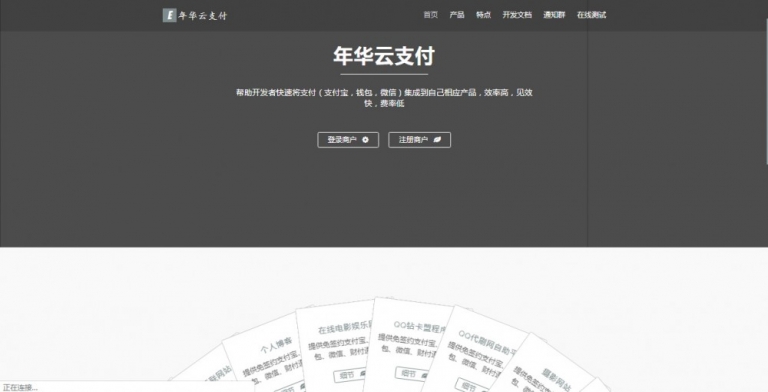 E 年华云支付
首页 产品 特点 开发文档 通知群 在线测试
年华云支付
帮助开发者快速将支付（支付宝，钱包，微信）集成到自己相应产品，效率高，见效
快，费率低
登录商户
注册商户
个人博客
提供免签约支付宝、
包、微信、财付
细节
在线电影娱乐
提供免签约支付宝、
包、微信、财付通
细节
QQ钻卡盟程序
提供免签约支付宝、
包、微信、财付通
细节
QQ代刷网自助
提供免签约支付宝
包、微信、财付
细节
摄影网站
提供免签约支付
正在连接...